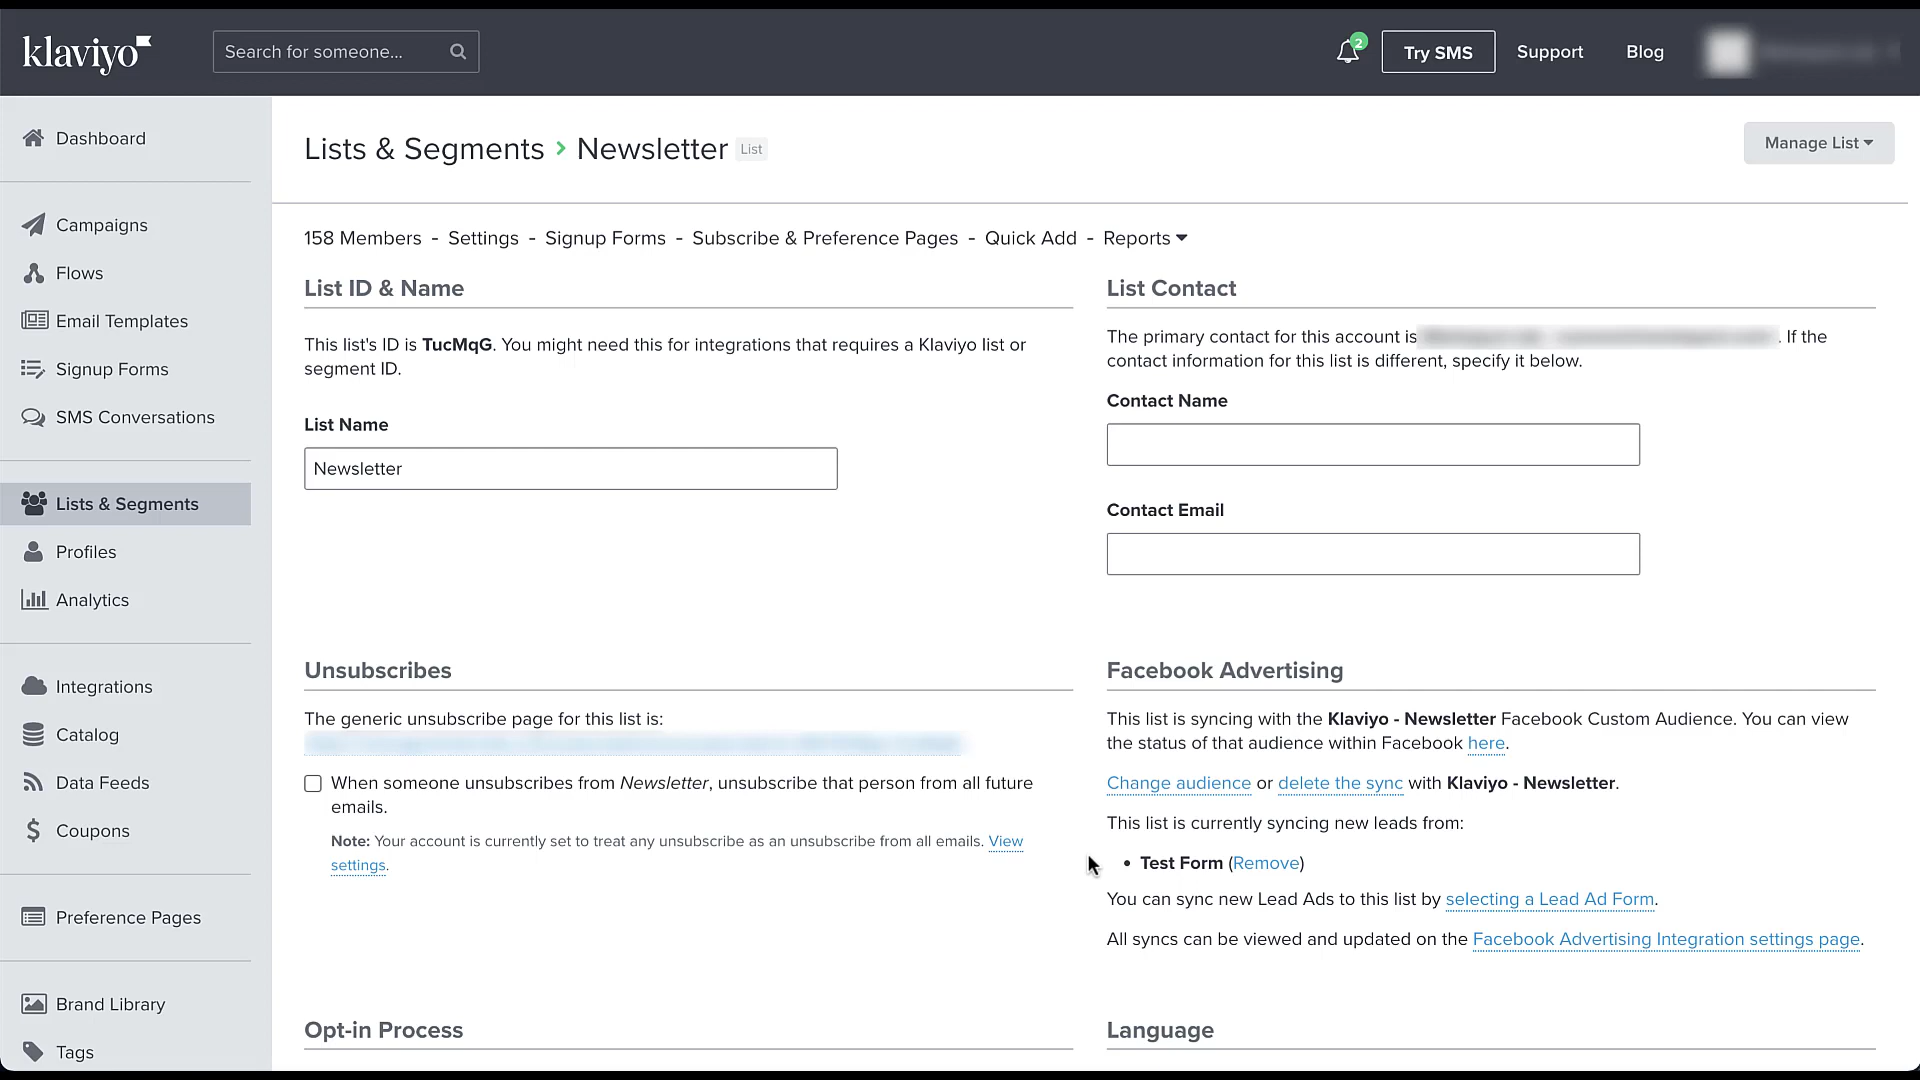 klaviyo
Search for someone...
2
Try SMS
Support
Blog
Dashboard
Campaigns
Flows
Email Templates
Signup Forms
SMS Conversations
Lists & Segments
Profiles
Analytics
Integrations
Catalog
Data Feeds
Coupons
Preference Pages
Brand Library
Tags
Lists & Segments › Newsletter List
Manage List
158 Members - Settings - Signup Forms - Subscribe & Preference Pages - Quick Add - Reports
List ID & Name
This list's ID is TucMqG. You might need this for integrations that requires a Klaviyo list or
segment ID.
List Name
Newsletter
List Contact
The primary contact for this account is . If the
contact information for this list is different, specify it below.
Contact Name
Contact Email
Unsubscribes
The generic unsubscribe page for this list is:
When someone unsubscribes from Newsletter, unsubscribe that person from all future
emails.
Note: Your account is currently set to treat any unsubscribe as an unsubscribe from all emails. View
settings.
Facebook Advertising
This list is syncing with the Klaviyo - Newsletter Facebook Custom Audience. You can view
the status of that audience within Facebook here.
Change audience or delete the sync with Klaviyo - Newsletter.
This list is currently syncing new leads from:
• Test Form (Remove)
You can sync new Lead Ads to this list by selecting a Lead Ad Form.
All syncs can be viewed and updated on the Facebook Advertising Integration settings page.
Opt-in Process
Language